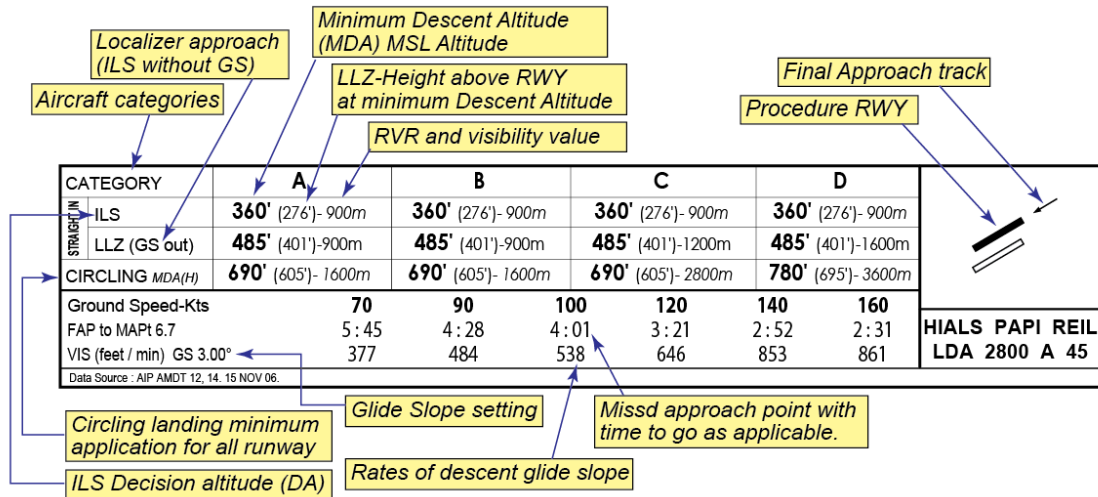 Minimum Descent Altitude
(MDA) MSL Altitude
Localizer approach
(ILS without GS)
LLZ-Height above RWY
at minimum Descent Altitude
Final Approach track
Aircraft categories
Procedure RWY
RVR and visibility value
CATEGORY A B C D
STRAIGHT IN
ILS 360' (276')- 900m 360' (276')- 900m 360' (276')- 900m 360' (276')- 900m
LLZ (GS out) 485' (401')-900m 485' (401')-900m 485' (401')-1200m 485' (401')-1600m
CIRCLING MDA(H) 690' (605')- 1600m 690' (605')- 1600m 690' (605')- 2800m 780' (695')- 3600m
Ground Speed-Kts 70 90 100 120 140 160
FAP to MAPt 6.7 5:45 4:28 4:01 3:21 2:52 2:31
VIS (feet / min) GS 3.00° 377 484 538 646 853 861
Data Source : AIP AMDT 12, 14. 15 NOV 06.
HIALS PAPI REIL
LDA 2800 A 45
Glide Slope setting
Missd approach point with
time to go as applicable.
Circling landing minimum
application for all runway
Rates of descent glide slope
ILS Decision altitude (DA)